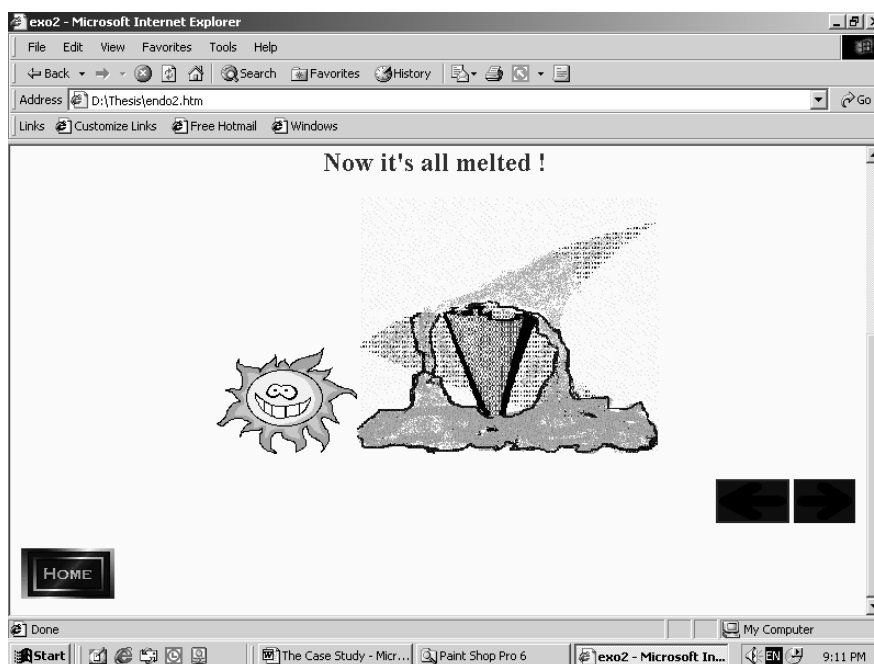 exo2 - Microsoft Internet Explorer
File Edit View Favorites Tools Help
Back Search Favorites History
Address D:\Thesis\endo2.htm Go
Links Customize Links Free Hotmail Windows
Now it's all melted !
HOME
Done My Computer
Start The Case Study - Micr... Paint Shop Pro 6 exo2 - Microsoft In... EN 9:11 PM